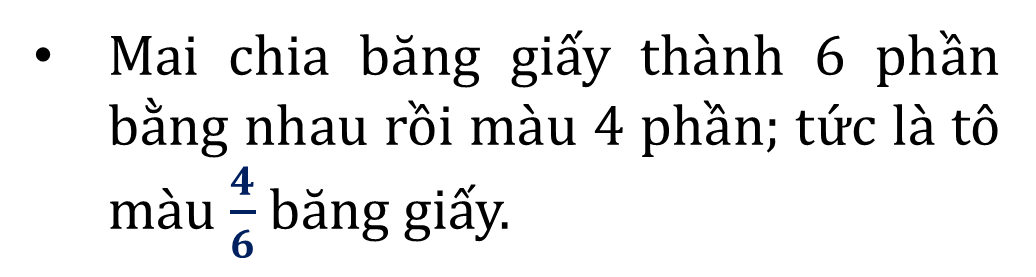 • Mai chia băng giấy thành 6 phần
bằng nhau rồi màu 4 phần; tức là tô
màu 4/6 băng giấy.